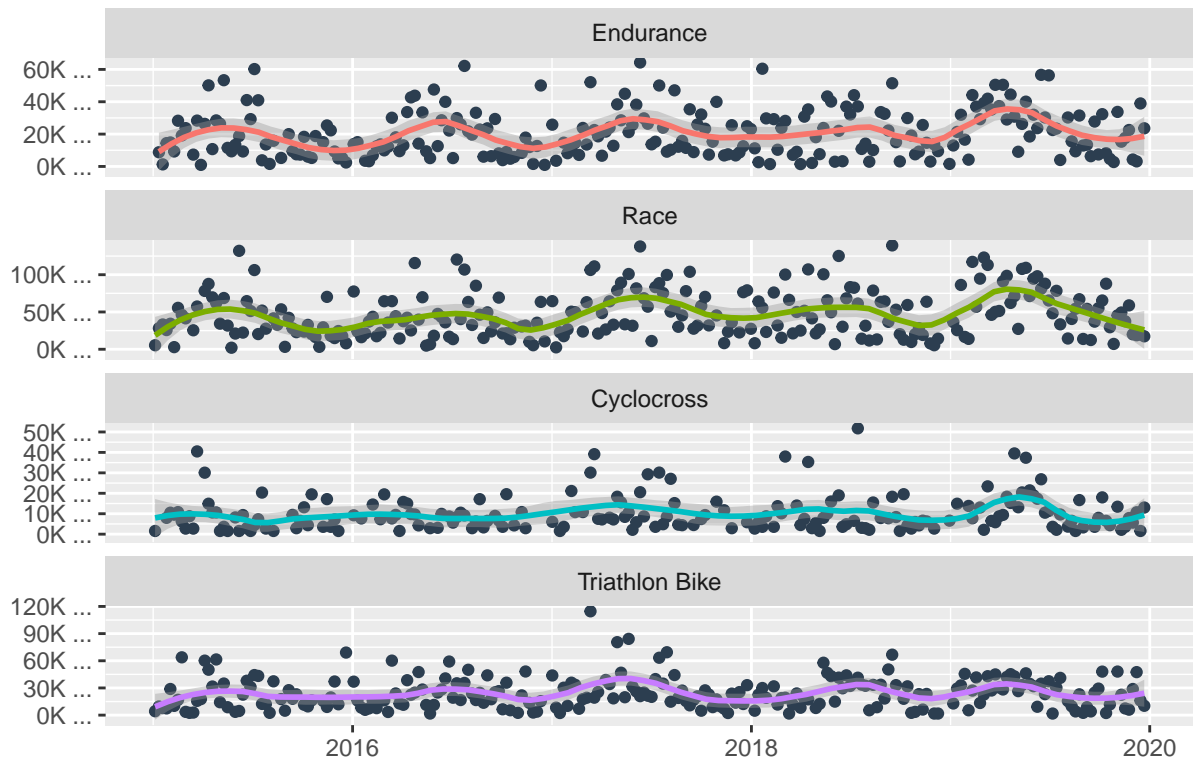 Endurance
60K ...
40K ...
20K ...
0K ...
Race
100K ...
50K ...
0K ...
Cyclocross
50K ...
40K ...
30K ...
20K ...
10K ...
0K ...
Triathlon Bike
120K ...
90K ...
60K ...
30K ...
0K ...
2016 2018 2020